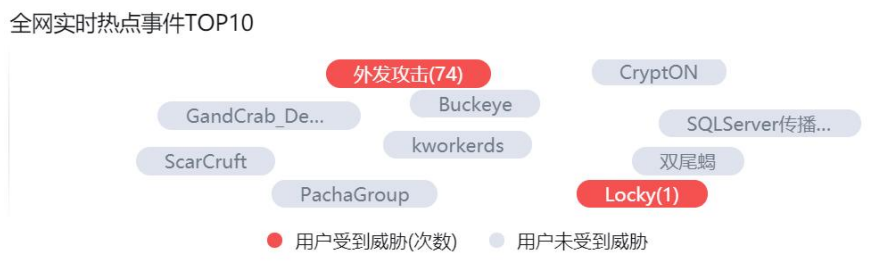 全网实时热点事件TOP10
外发攻击(74)
CryptON
Buckeye
GandCrab_De...
SQLServer传播...
kworkerds
ScarCruft
双尾蝎
PachaGroup
Locky(1)
用户受到威胁(次数)
用户未受到威胁